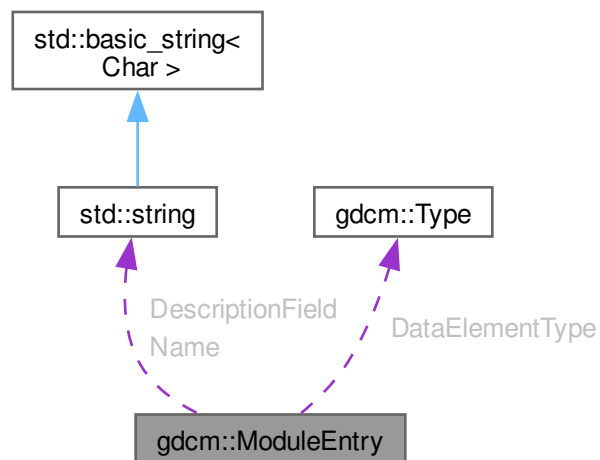 std::basic_string<
Char >
std::string
gdcm::Type
DescriptionField
Name
DataElementType
gdcm::ModuleEntry